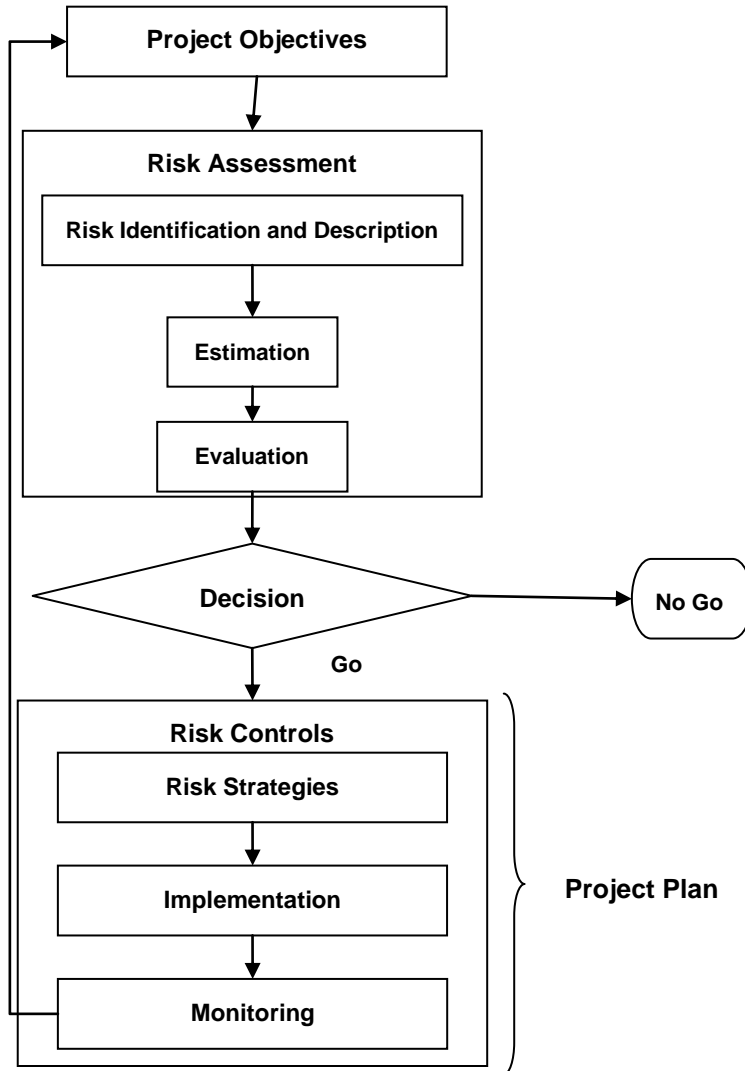 Project Objectives
Risk Assessment
Risk Identification and Description
Estimation
Evaluation
Decision
No Go
Go
Risk Controls
Risk Strategies
Implementation
Project Plan
Monitoring